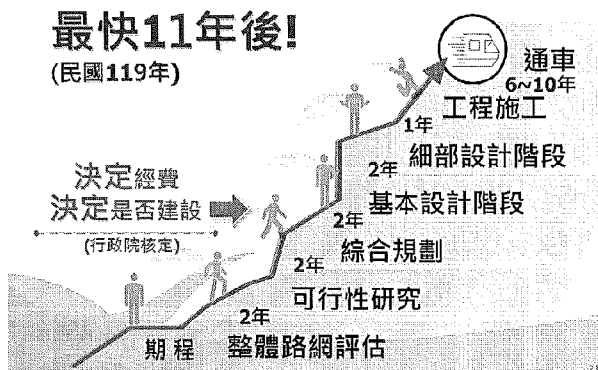 最快11年後!
(民國119年)
通車
6~10年
工程施工
1年
細部設計階段
2年
基本設計階段
2年
綜合規劃
2年
可行性研究
2年
整體路網評估
期程
決定經費
決定是否建設
(行政院核定)